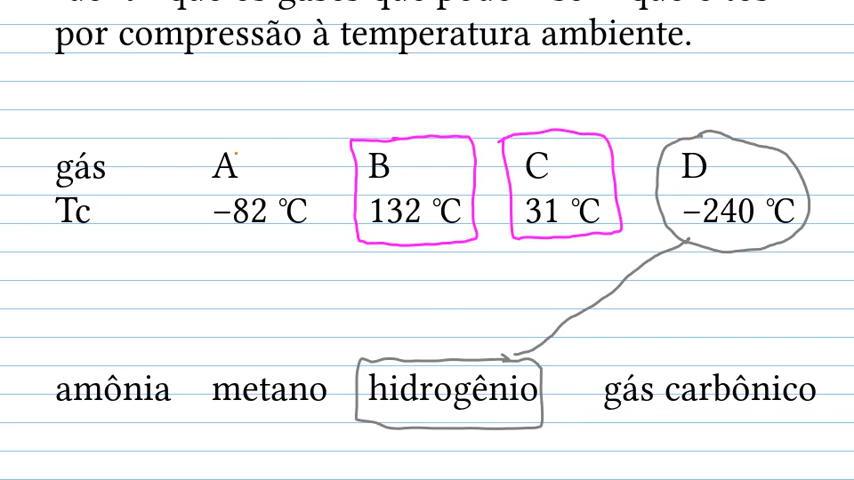 por compressão à temperatura ambiente.
gás A B C D
Tc −82 °C 132 °C 31 °C −240 °C
amônia metano hidrogênio gás carbônico